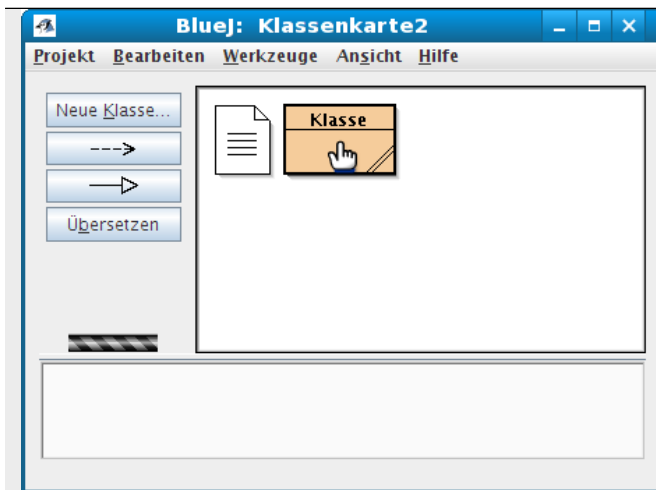 BlueJ: Klassenkarte2
Projekt Bearbeiten Werkzeuge Ansicht Hilfe
Neue Klasse...
Klasse
Übersetzen